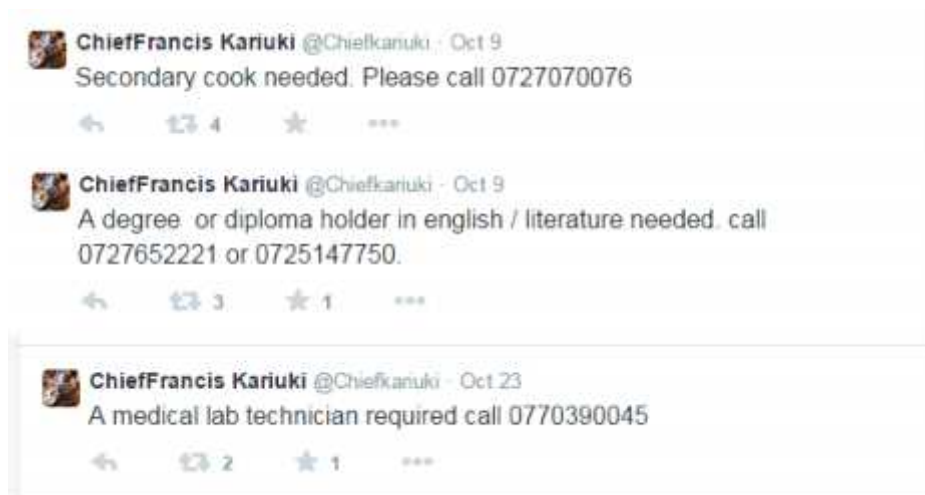 ChiefFrancis Kariuki @Chiefkariuki · Oct 9
Secondary cook needed. Please call 0727070076
4
ChiefFrancis Kariuki @Chiefkariuki · Oct 9
A degree or diploma holder in english / literature needed. call
0727652221 or 0725147750.
3 1
ChiefFrancis Kariuki @Chiefkariuki · Oct 23
A medical lab technician required call 0770390045
2 1